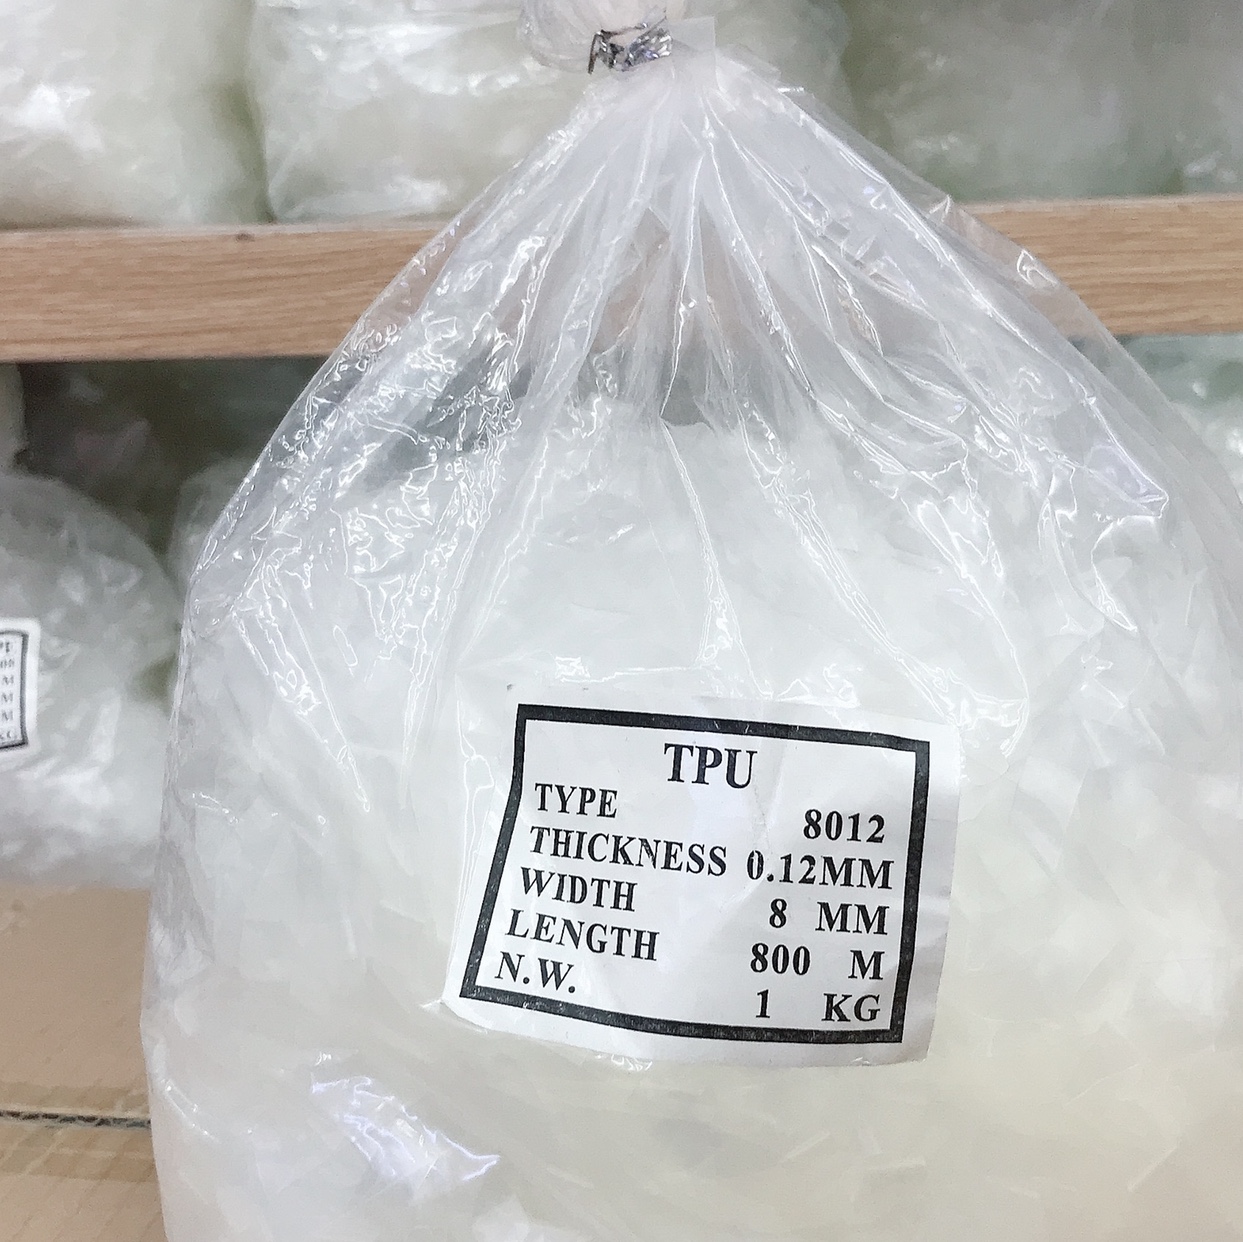 TPU
TYPE 8012
THICKNESS 0.12MM
WIDTH 8 MM
LENGTH 800 M
N.W. 1 KG